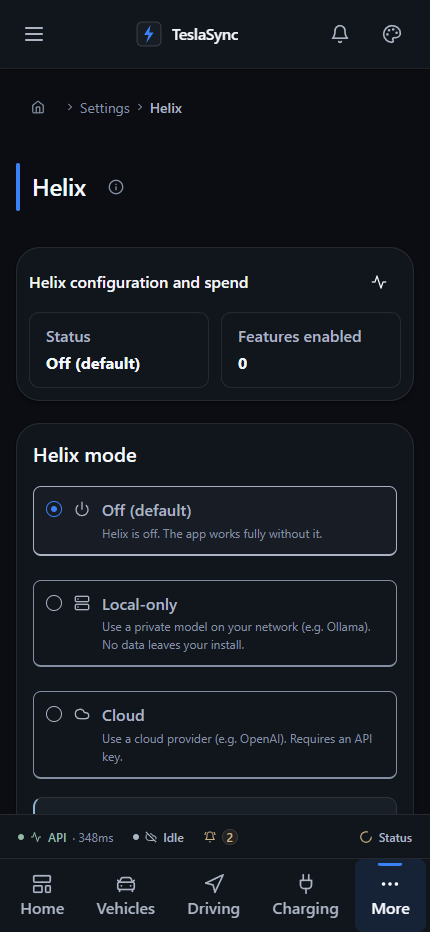 TeslaSync
Settings
Helix
Helix
Helix configuration and spend
Status
Off (default)
Features enabled
0
Helix mode
Off (default)
Helix is off. The app works fully without it.
Local-only
Use a private model on your network (e.g. Ollama).
No data leaves your install.
Cloud
Use a cloud provider (e.g. OpenAI). Requires an API
key.
API · 348ms
Idle
2
Status
Home
Vehicles
Driving
Charging
More